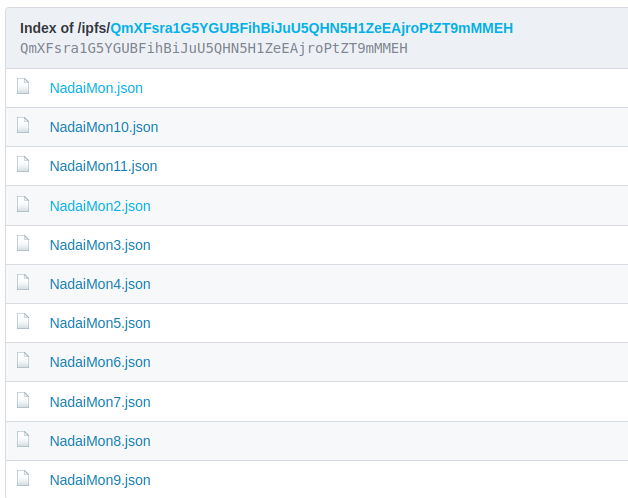 Index of /ipfs/QmXFsra1G5YGUBFihBiJuU5QHN5H1ZeEAjroPtZT9mMMEH
QmXFsra1G5YGUBFihBiJuU5QHN5H1ZeEAjroPtZT9mMMEH
NadaiMon.json
NadaiMon10.json
NadaiMon11.json
NadaiMon2.json
NadaiMon3.json
NadaiMon4.json
NadaiMon5.json
NadaiMon6.json
NadaiMon7.json
NadaiMon8.json
NadaiMon9.json